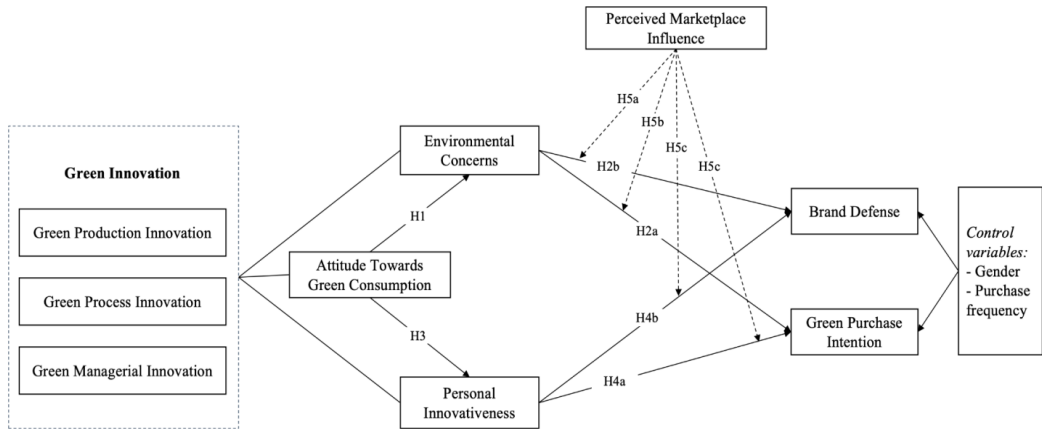 Perceived Marketplace
Influence
H5a
H5b
H5c
H5c
Environmental
Concerns
H2b
Green Innovation
Green Production Innovation
Green Process Innovation
Green Managerial Innovation
H1
Attitude Towards
Green Consumption
H3
H2a
H4b
H4a
Personal
Innovativeness
Brand Defense
Green Purchase
Intention
Control
variables:
- Gender
- Purchase
frequency